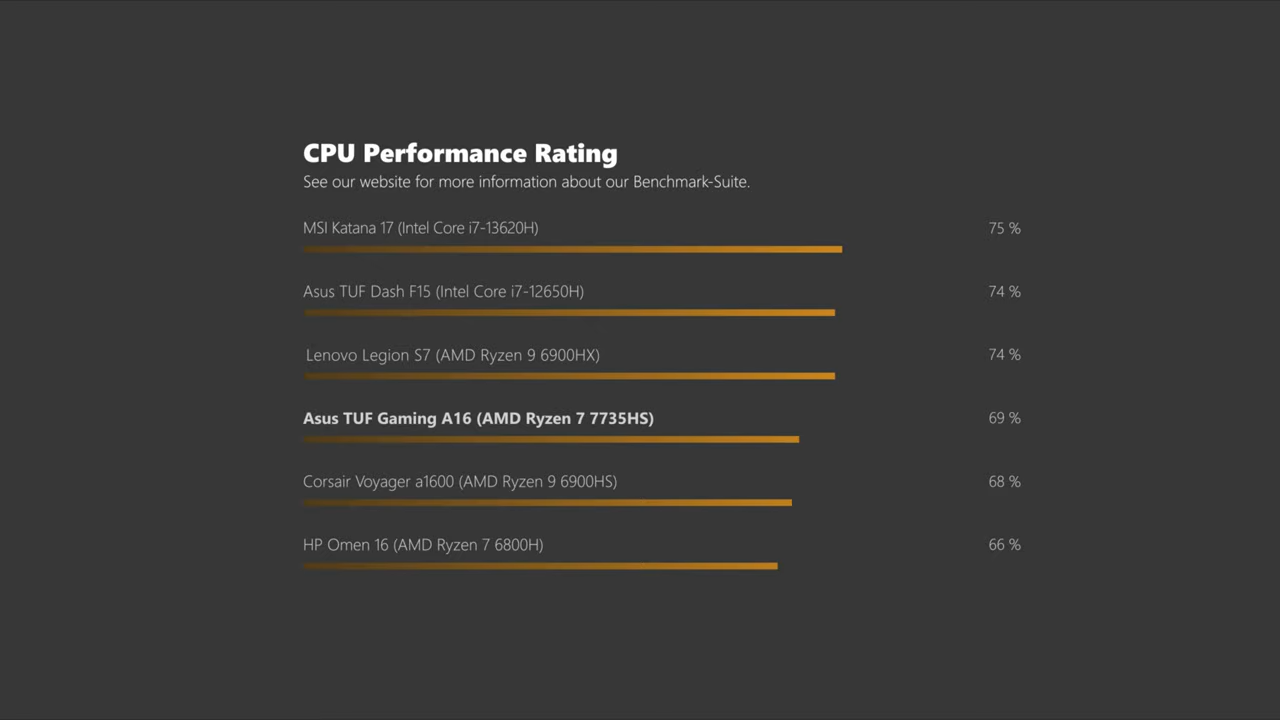 CPU Performance Rating
See our website for more information about our Benchmark-Suite.
MSI Katana 17 (Intel Core i7-13620H) 75 %
Asus TUF Dash F15 (Intel Core i7-12650H) 74 %
Lenovo Legion S7 (AMD Ryzen 9 6900HX) 74 %
Asus TUF Gaming A16 (AMD Ryzen 7 7735HS) 69 %
Corsair Voyager a1600 (AMD Ryzen 9 6900HS) 68 %
HP Omen 16 (AMD Ryzen 7 6800H) 66 %